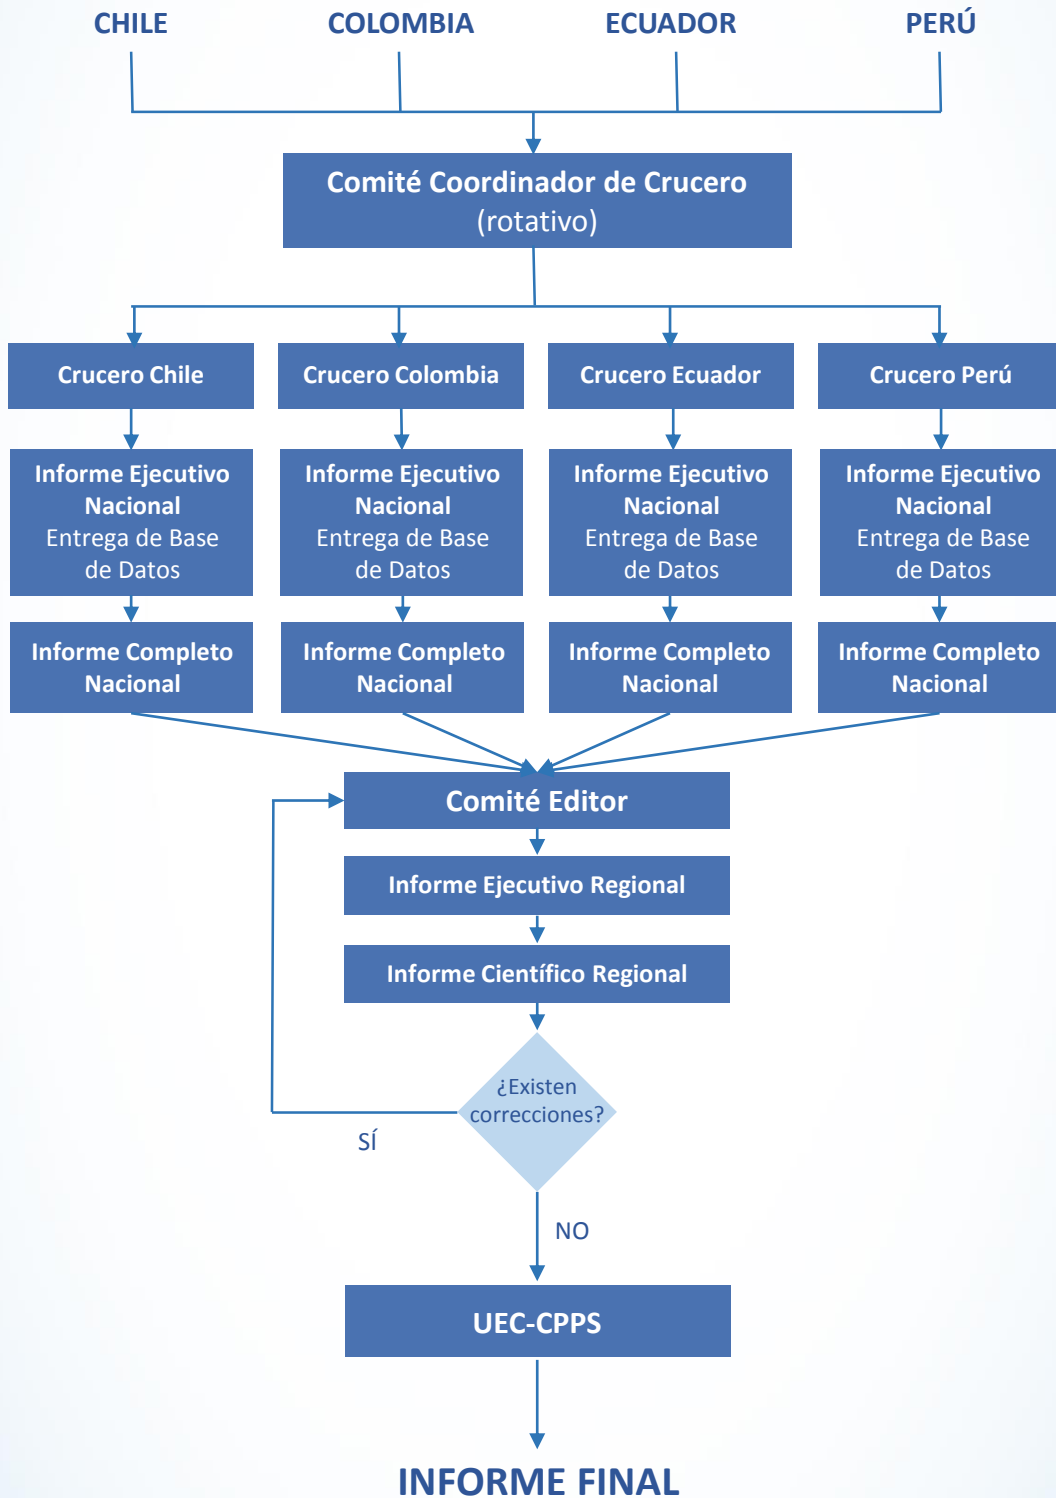 CHILE
COLOMBIA
ECUADOR
PERÚ
Comité Coordinador de Crucero
(rotativo)
Crucero Chile
Crucero Colombia
Crucero Ecuador
Crucero Perú
Informe Ejecutivo
Nacional
Entrega de Base
de Datos
Informe Ejecutivo
Nacional
Entrega de Base
de Datos
Informe Ejecutivo
Nacional
Entrega de Base
de Datos
Informe Ejecutivo
Nacional
Entrega de Base
de Datos
Informe Completo
Nacional
Informe Completo
Nacional
Informe Completo
Nacional
Informe Completo
Nacional
Comité Editor
Informe Ejecutivo Regional
Informe Científico Regional
¿Existen
correcciones?
SÍ
NO
UEC-CPPS
INFORME FINAL